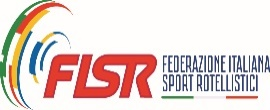 FISR
FEDERAZIONE ITALIANA
SPORT ROTELLISTICI